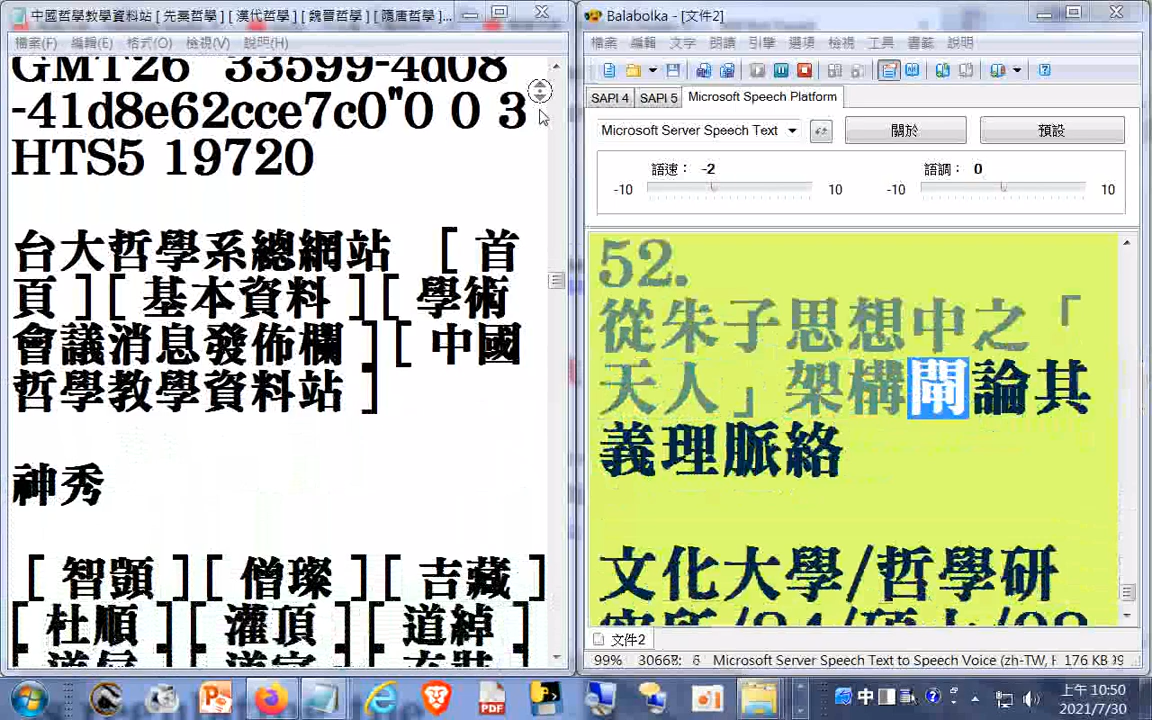 中國哲學教學資料站 [ 先秦哲學 ] [ 漢代哲學 ] [ 魏晉哲學 ] [ 隋唐哲學 ]...
檔案(F) 編輯(E) 格式(O) 檢視(V) 說明(H)
GMT26 33599-4d08
-41d8e62cce7c0"0 0 3
HTS5 19720
台大哲學系總網站 [ 首
頁 ] [ 基本資料 ] [ 學術
會議消息發佈欄 ] [ 中國
哲學教學資料站 ]
神秀
[ 智顗 ] [ 僧璨 ] [ 吉藏 ]
[ 杜順 ] [ 灌頂 ] [ 道綽 ]
Balabolka - [文件2]
檔案 編輯 文字 朗讀 引擎 選項 檢視 工具 書籤 說明
SAPI 4 SAPI 5 Microsoft Speech Platform
Microsoft Server Speech Text 關於 預設
語速： -2 語調： 0
-10 10 -10 10
52.
從朱子思想中之「
天人」架構闡論其
義理脈絡
文化大學/哲學研
文件2
99% Microsoft Server Speech Text to Speech Voice (zh-TW, 176 KB
中
上午 10:50
2021/7/30